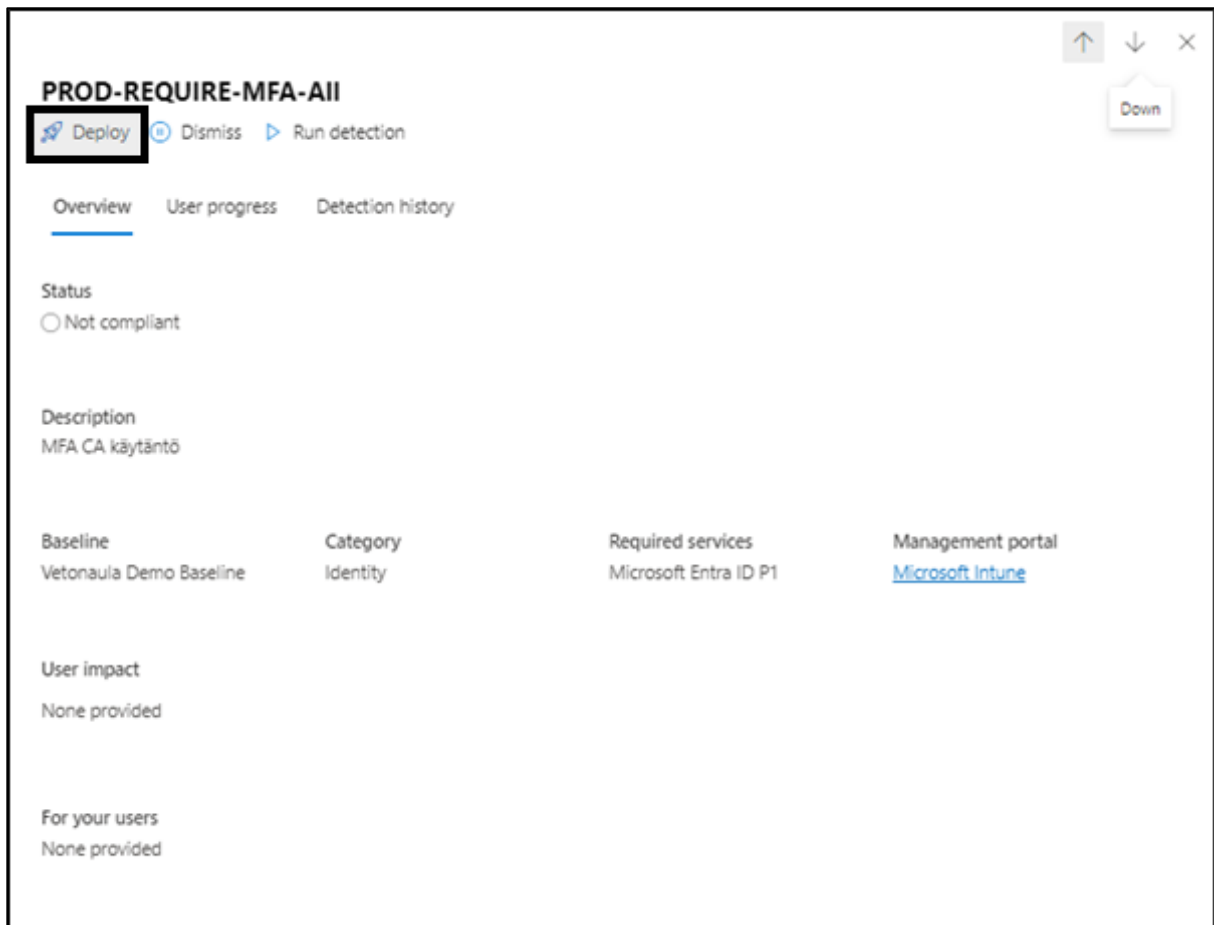 PROD-REQUIRE-MFA-All
Down
Deploy Dismiss Run detection
Overview User progress Detection history
Status
Not compliant
Description
MFA CA käytäntö
Baseline Category Required services Management portal
Vetonaula Demo Baseline Identity Microsoft Entra ID P1 Microsoft Intune
User impact
None provided
For your users
None provided